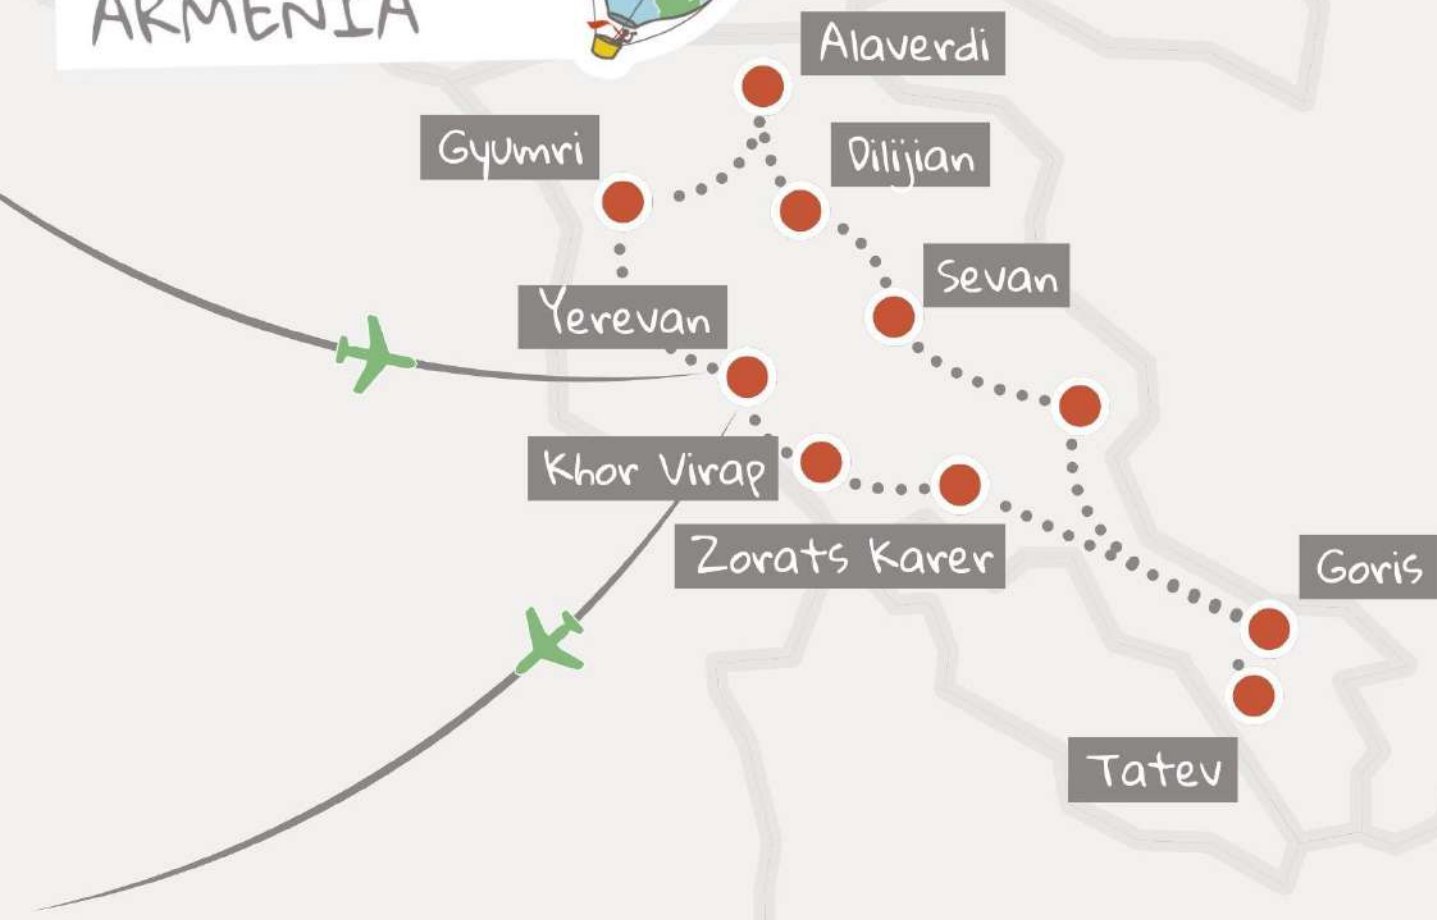 ARMENIA
Alaverdi
Gyumri
Dilijian
Sevan
Yerevan
Khor Virap
Zorats Karer
Goris
Tatev